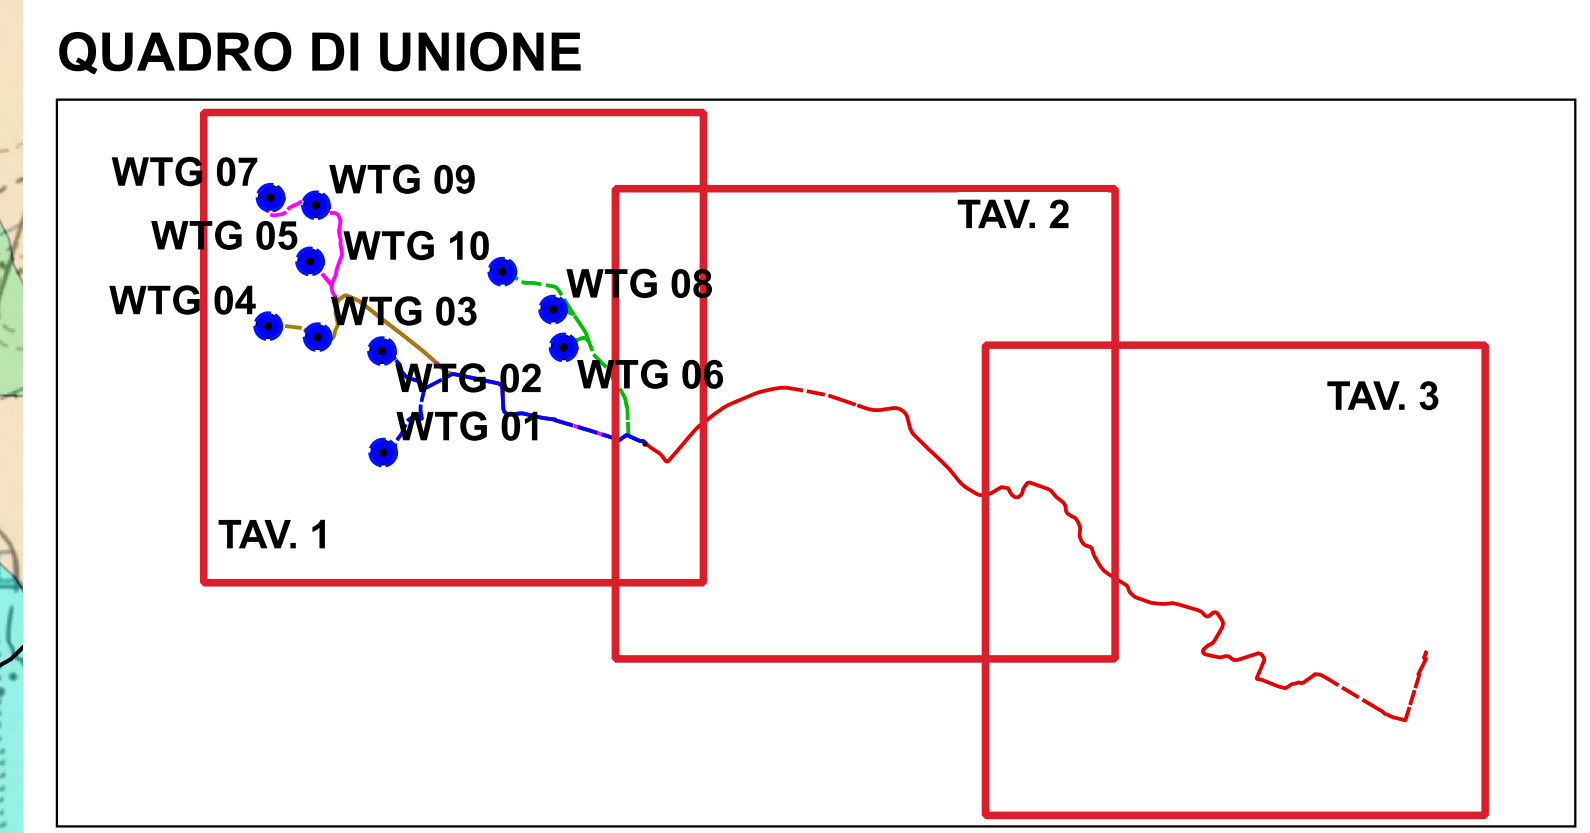 QUADRO DI UNIONE
WTG 07
WTG 09
TAV. 2
WTG 05
WTG 10
WTG 08
WTG 04
WTG 03
WTG 06
WTG 02
TAV. 3
WTG 01
TAV. 1